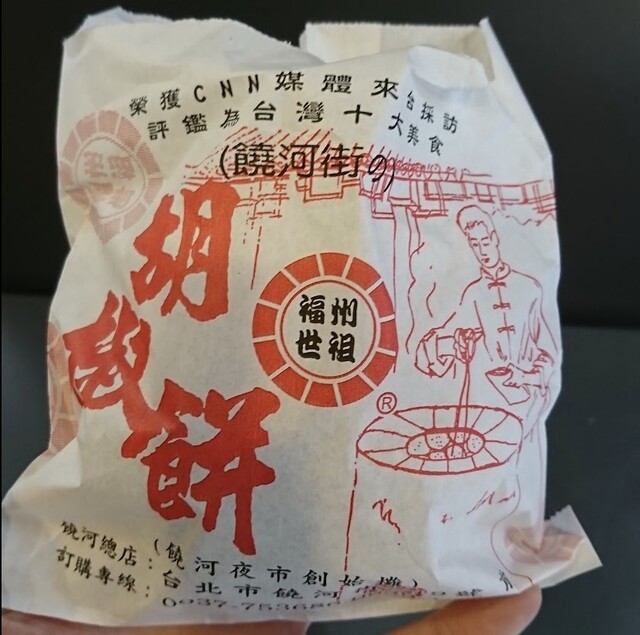 榮獲CNN媒體來台採訪
評鑑為台灣十大美食
(饒河街の)
胡
椒
餅
福州
世祖
®
饒河總店：(饒河夜市創始攤)
訂購專線：台北市饒河